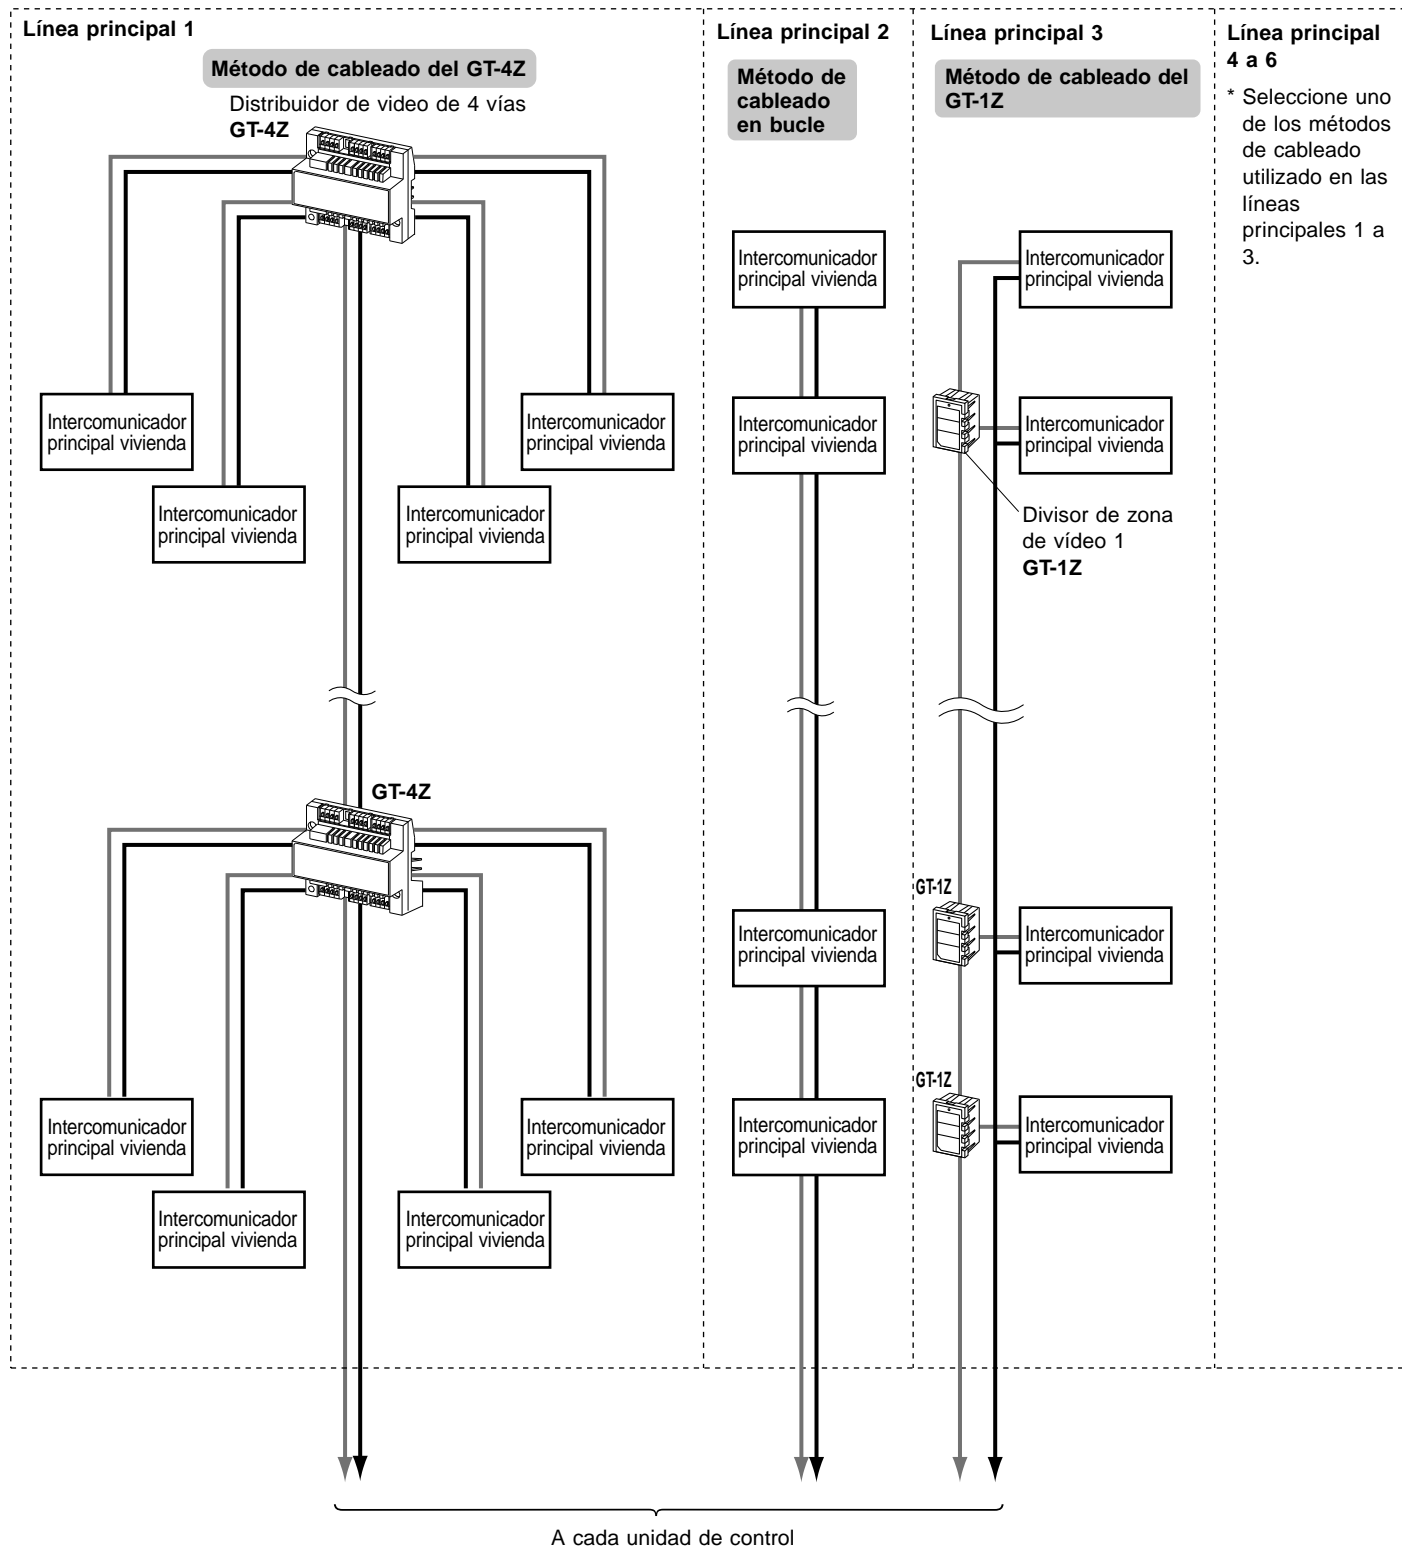 Línea principal 1
Método de cableado del GT-4Z
Distribuidor de video de 4 vías
GT-4Z
Intercomunicador
principal vivienda
Intercomunicador
principal vivienda
Intercomunicador
principal vivienda
Intercomunicador
principal vivienda
GT-4Z
Intercomunicador
principal vivienda
Intercomunicador
principal vivienda
Intercomunicador
principal vivienda
Intercomunicador
principal vivienda
Línea principal 2
Método de
cableado
en bucle
Intercomunicador
principal vivienda
Intercomunicador
principal vivienda
Intercomunicador
principal vivienda
Intercomunicador
principal vivienda
Línea principal 3
Método de cableado del
GT-1Z
Intercomunicador
principal vivienda
Intercomunicador
principal vivienda
Divisor de zona
de vídeo 1
GT-1Z
GT-1Z
Intercomunicador
principal vivienda
GT-1Z
Intercomunicador
principal vivienda
Línea principal
4 a 6
* Seleccione uno
de los métodos
de cableado
utilizado en las
líneas
principales 1 a
3.
A cada unidad de control